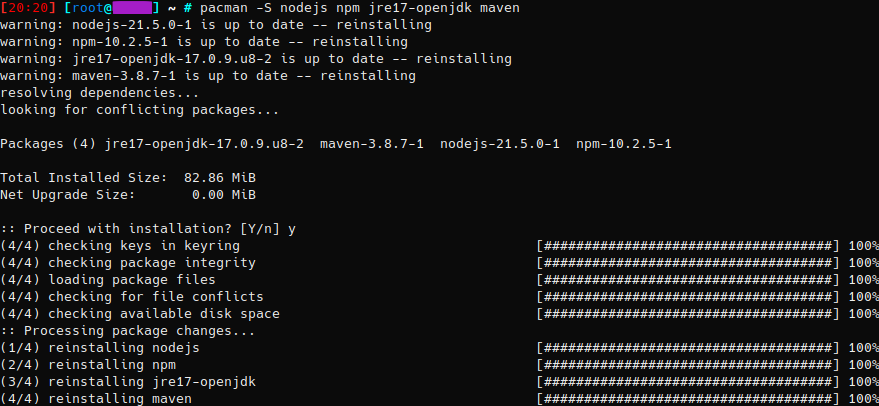 [20:20] [root@ ] ~ # pacman -S nodejs npm jre17-openjdk maven
warning: nodejs-21.5.0-1 is up to date -- reinstalling
warning: npm-10.2.5-1 is up to date -- reinstalling
warning: jre17-openjdk-17.0.9.u8-2 is up to date -- reinstalling
warning: maven-3.8.7-1 is up to date -- reinstalling
resolving dependencies...
looking for conflicting packages...
Packages (4) jre17-openjdk-17.0.9.u8-2  maven-3.8.7-1  nodejs-21.5.0-1  npm-10.2.5-1
Total Installed Size:  82.86 MiB
Net Upgrade Size:       0.00 MiB
:: Proceed with installation? [Y/n] y
(4/4) checking keys in keyring [####################################] 100%
(4/4) checking package integrity [####################################] 100%
(4/4) loading package files [####################################] 100%
(4/4) checking for file conflicts [####################################] 100%
(4/4) checking available disk space [####################################] 100%
:: Processing package changes...
(1/4) reinstalling nodejs [####################################] 100%
(2/4) reinstalling npm [####################################] 100%
(3/4) reinstalling jre17-openjdk [####################################] 100%
(4/4) reinstalling maven [####################################] 100%